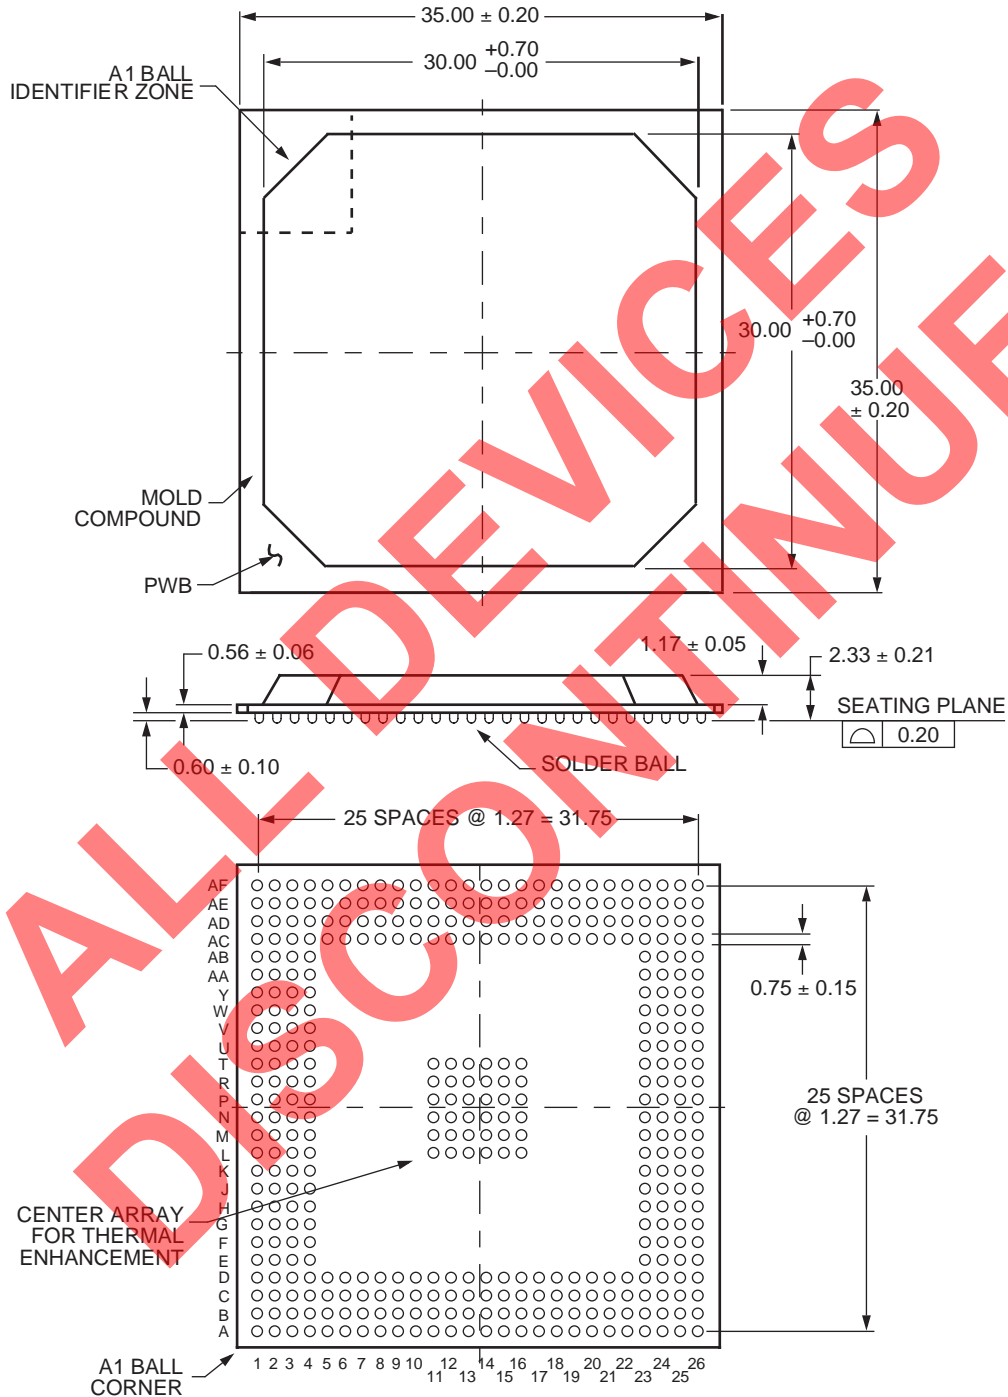 35.00 ± 0.20
+0.70
30.00
–0.00
A1 BALL
IDENTIFIER ZONE
30.00
+0.70
–0.00
35.00
± 0.20
MOLD
COMPOUND
PWB
0.56 ± 0.06
1.17 ± 0.05
2.33 ± 0.21
SEATING PLANE
0.20
0.60 ± 0.10
SOLDER BALL
25 SPACES @ 1.27 = 31.75
AF
AE
AD
AC
AB
AA
Y
W
V
U
T
R
P
N
M
L
K
J
H
G
F
E
D
C
B
A
0.75 ± 0.15
25 SPACES
@ 1.27 = 31.75
CENTER ARRAY
FOR THERMAL
ENHANCEMENT
1 2 3 4 5 6 7 8 9 10 12 14 16 18 20 22 24 26
11 13 15 17 19 21 23 25
A1 BALL
CORNER
ALL DEVICES
DISCONTINUE